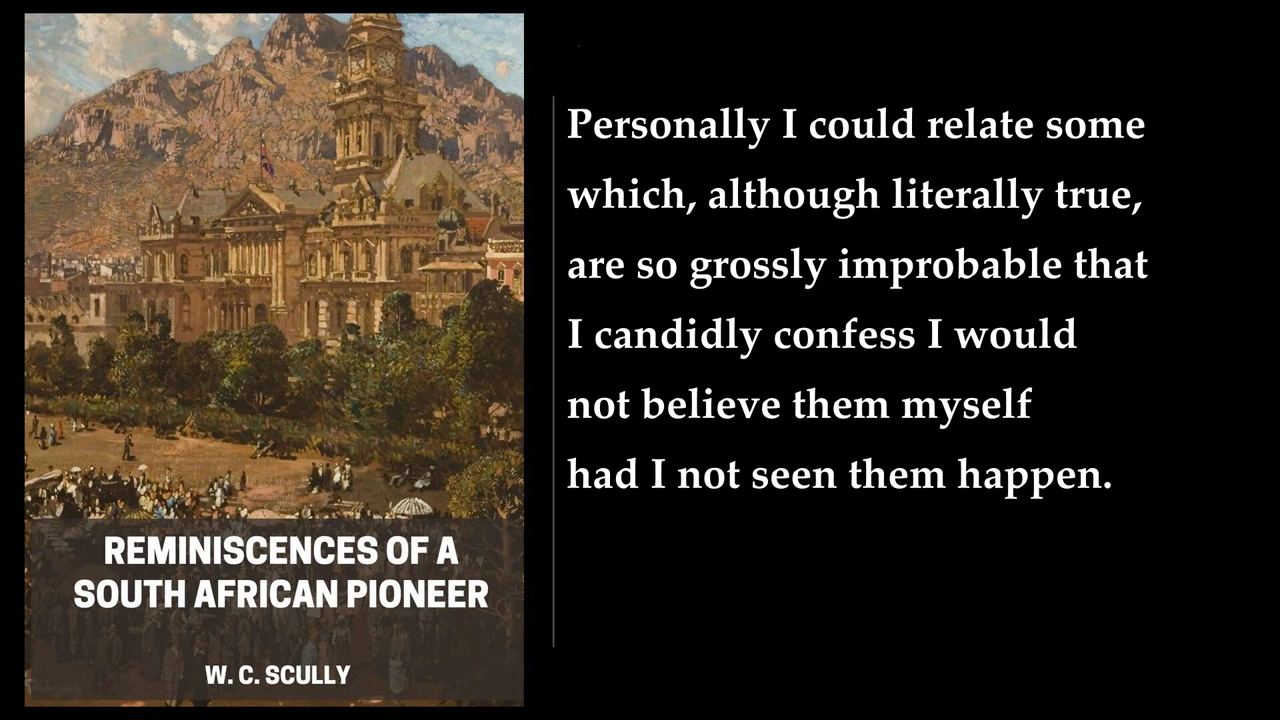 REMINISCENCES OF A
SOUTH AFRICAN PIONEER
W. C. SCULLY
Personally I could relate some
which, although literally true,
are so grossly improbable that
I candidly confess I would
not believe them myself
had I not seen them happen.